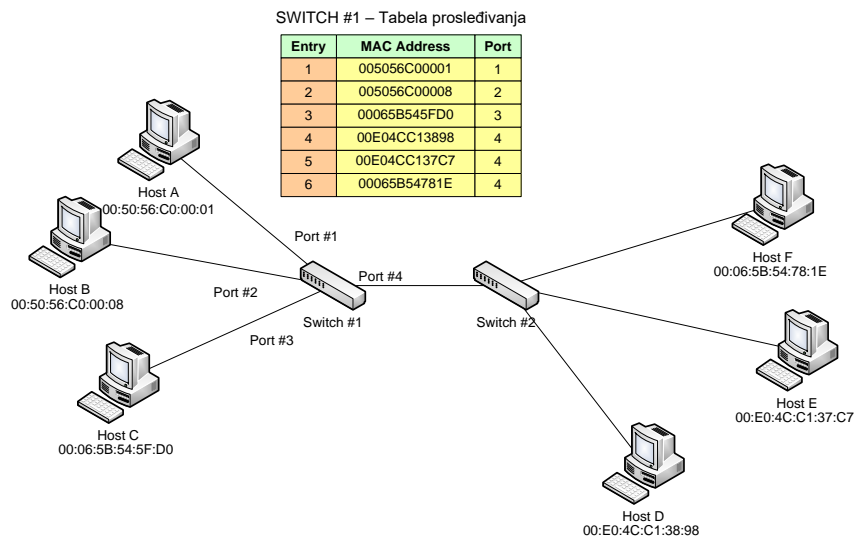 SWITCH #1 – Tabela prosleđivanja
Entry MAC Address Port
1 005056C00001 1
2 005056C00008 2
3 00065B545FD0 3
4 00E04CC13898 4
5 00E04CC137C7 4
6 00065B54781E 4
Host A
00:50:56:C0:00:01
Host B
00:50:56:C0:00:08
Host C
00:06:5B:54:5F:D0
Port #1
Port #2
Port #3
Port #4
Switch #1
Switch #2
Host F
00:06:5B:54:78:1E
Host E
00:E0:4C:C1:37:C7
Host D
00:E0:4C:C1:38:98